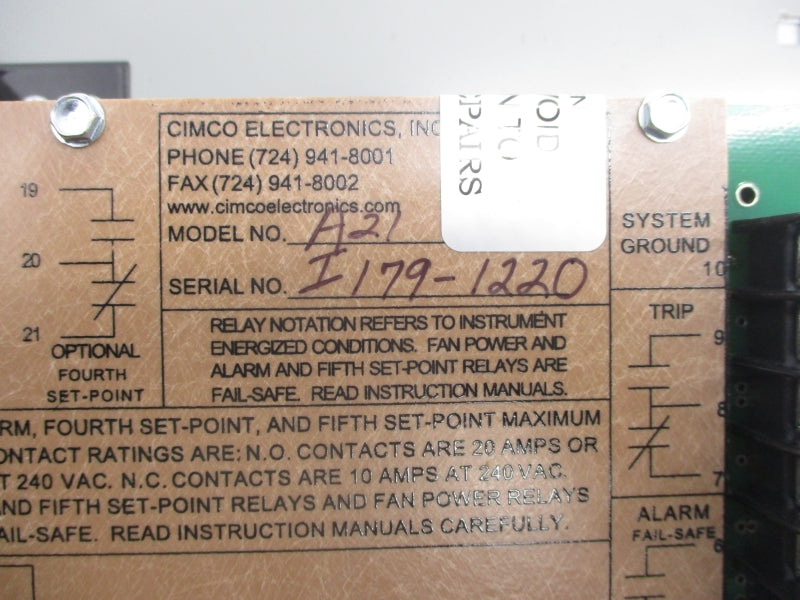 CIMCO ELECTRONICS, INC
PHONE (724) 941-8001
FAX (724) 941-8002
www.cimcoelectronics.com
MODEL NO. A21
SERIAL NO. I179-1220
VOID
NTO
PAIRS
RELAY NOTATION REFERS TO INSTRUMENT
ENERGIZED CONDITIONS. FAN POWER AND
ALARM AND FIFTH SET-POINT RELAYS ARE
FAIL-SAFE. READ INSTRUCTION MANUALS.
19
20
21
OPTIONAL
FOURTH
SET-POINT
SYSTEM
GROUND
10
TRIP
9
8
7
ALARM
FAIL-SAFE
6
RM, FOURTH SET-POINT, AND FIFTH SET-POINT MAXIMUM
ONTACT RATINGS ARE: N.O. CONTACTS ARE 20 AMPS OR
T 240 VAC. N.C. CONTACTS ARE 10 AMPS AT 240 VAC.
AND FIFTH SET-POINT RELAYS AND FAN POWER RELAYS
AIL-SAFE. READ INSTRUCTION MANUALS CAREFULLY.